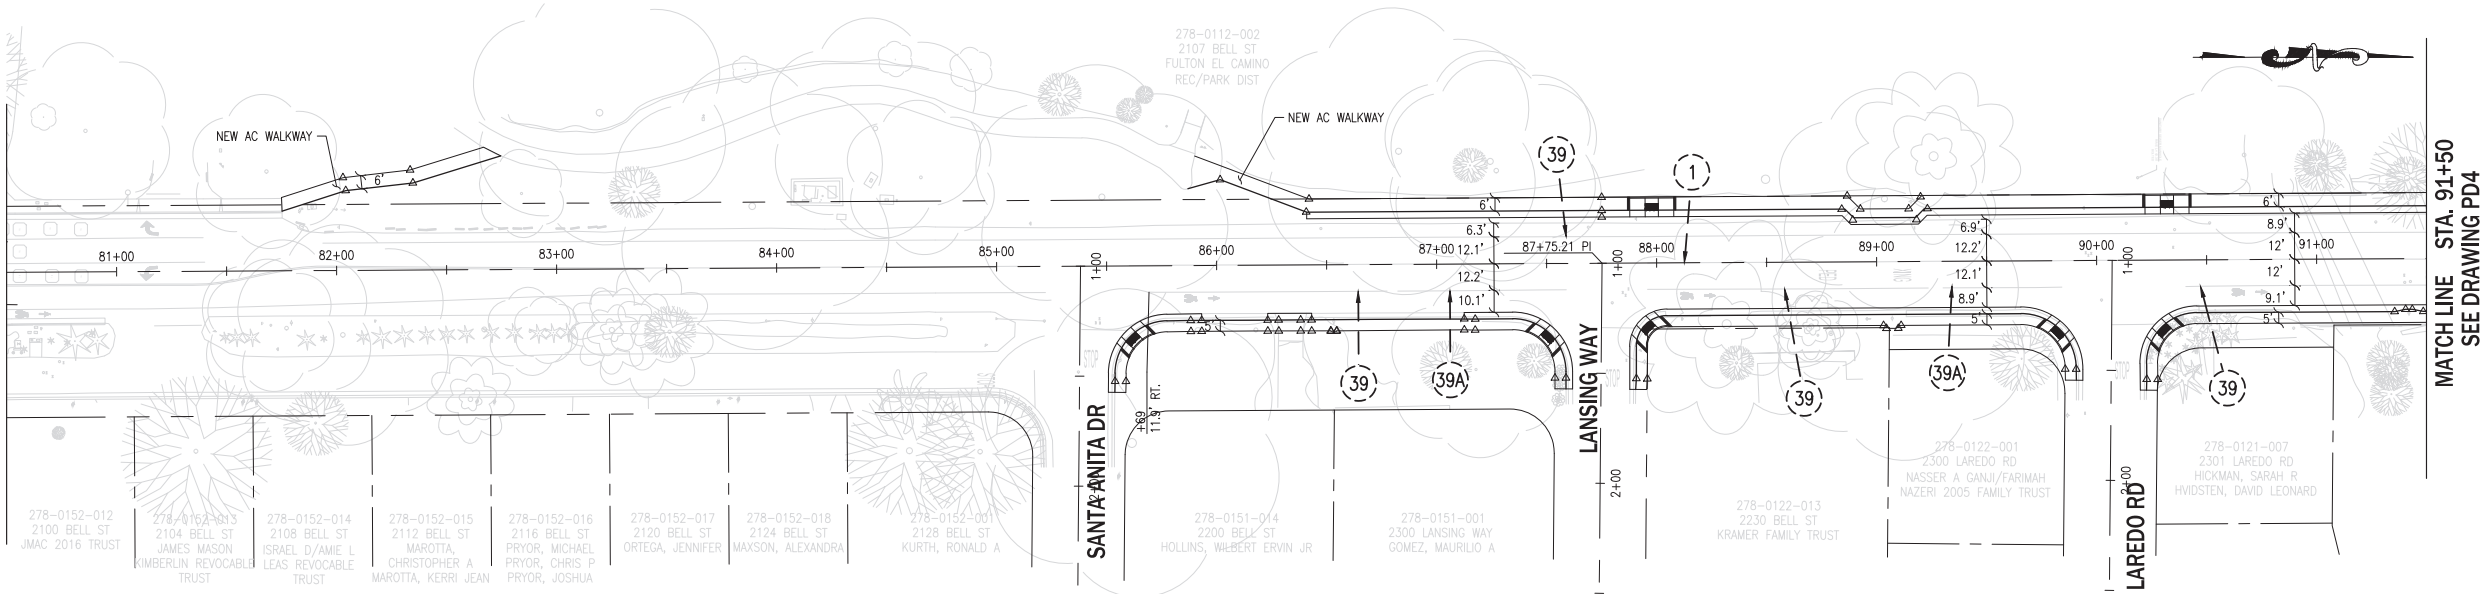 278-0112-002
2107 BELL ST
FULTON EL CAMINO
REC/PARK DIST
NEW AC WALKWAY
6'
NEW AC WALKWAY
39
1
6'
6.3'
12.1'
12.2'
10.1'
6.9'
12.2'
12.1'
8.9'
5'
6'
8.9'
12'
12'
9.1'
5'
5'
81+00
82+00
83+00
84+00
85+00
86+00
87+00
87+75.21 PI
88+00
89+00
90+00
91+00
1+00
1+00
1+00
STOP
STOP
STOP
39
39A
39
39A
39
+69
11.9' RT.
SANTA ANITA DR
2+00
LANSING WAY
2+00
LAREDO RD
2+00
MATCH LINE STA. 91+50
SEE DRAWING PD4
278-0152-012
2100 BELL ST
JMAC 2016 TRUST
278-0152-013
2104 BELL ST
JAMES MASON
KIMBERLIN REVOCABLE
TRUST
278-0152-014
2108 BELL ST
ISRAEL D/AMIE L
LEAS REVOCABLE
TRUST
278-0152-015
2112 BELL ST
MAROTTA,
CHRISTOPHER A
MAROTTA, KERRI JEAN
278-0152-016
2116 BELL ST
PRYOR, MICHAEL
PRYOR, CHRIS P
PRYOR, JOSHUA
278-0152-017
2120 BELL ST
ORTEGA, JENNIFER
278-0152-018
2124 BELL ST
MAXSON, ALEXANDRA
278-0152-001
2128 BELL ST
KURTH, RONALD A
278-0151-014
2200 BELL ST
HOLLINS, WILBERT ERVIN JR
278-0151-001
2300 LANSING WAY
GOMEZ, MAURILIO A
278-0122-013
2230 BELL ST
KRAMER FAMILY TRUST
278-0122-001
2300 LAREDO RD
NASSER A GANJI/FARIMAH
NAZERI 2005 FAMILY TRUST
278-0121-007
2301 LAREDO RD
HICKMAN, SARAH R
HVIDSTEN, DAVID LEONARD